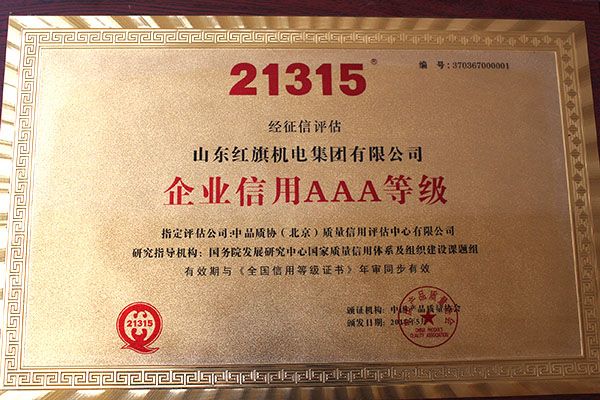 21315®
编 号:370367000001
经征信评估
山东红旗机电集团有限公司
企业信用AAA等级
指定评估公司:中品质协(北京)质量信用评估中心有限公司
研究指导机构:国务院发展研究中心国家质量信用体系及组织建设课题组
有效期与《全国信用等级证书》年审同步有效
21315
颁证机构:中国产品质量协会
颁发日期:
CHINA PRODUCT
QUALITY ASSOCIATION